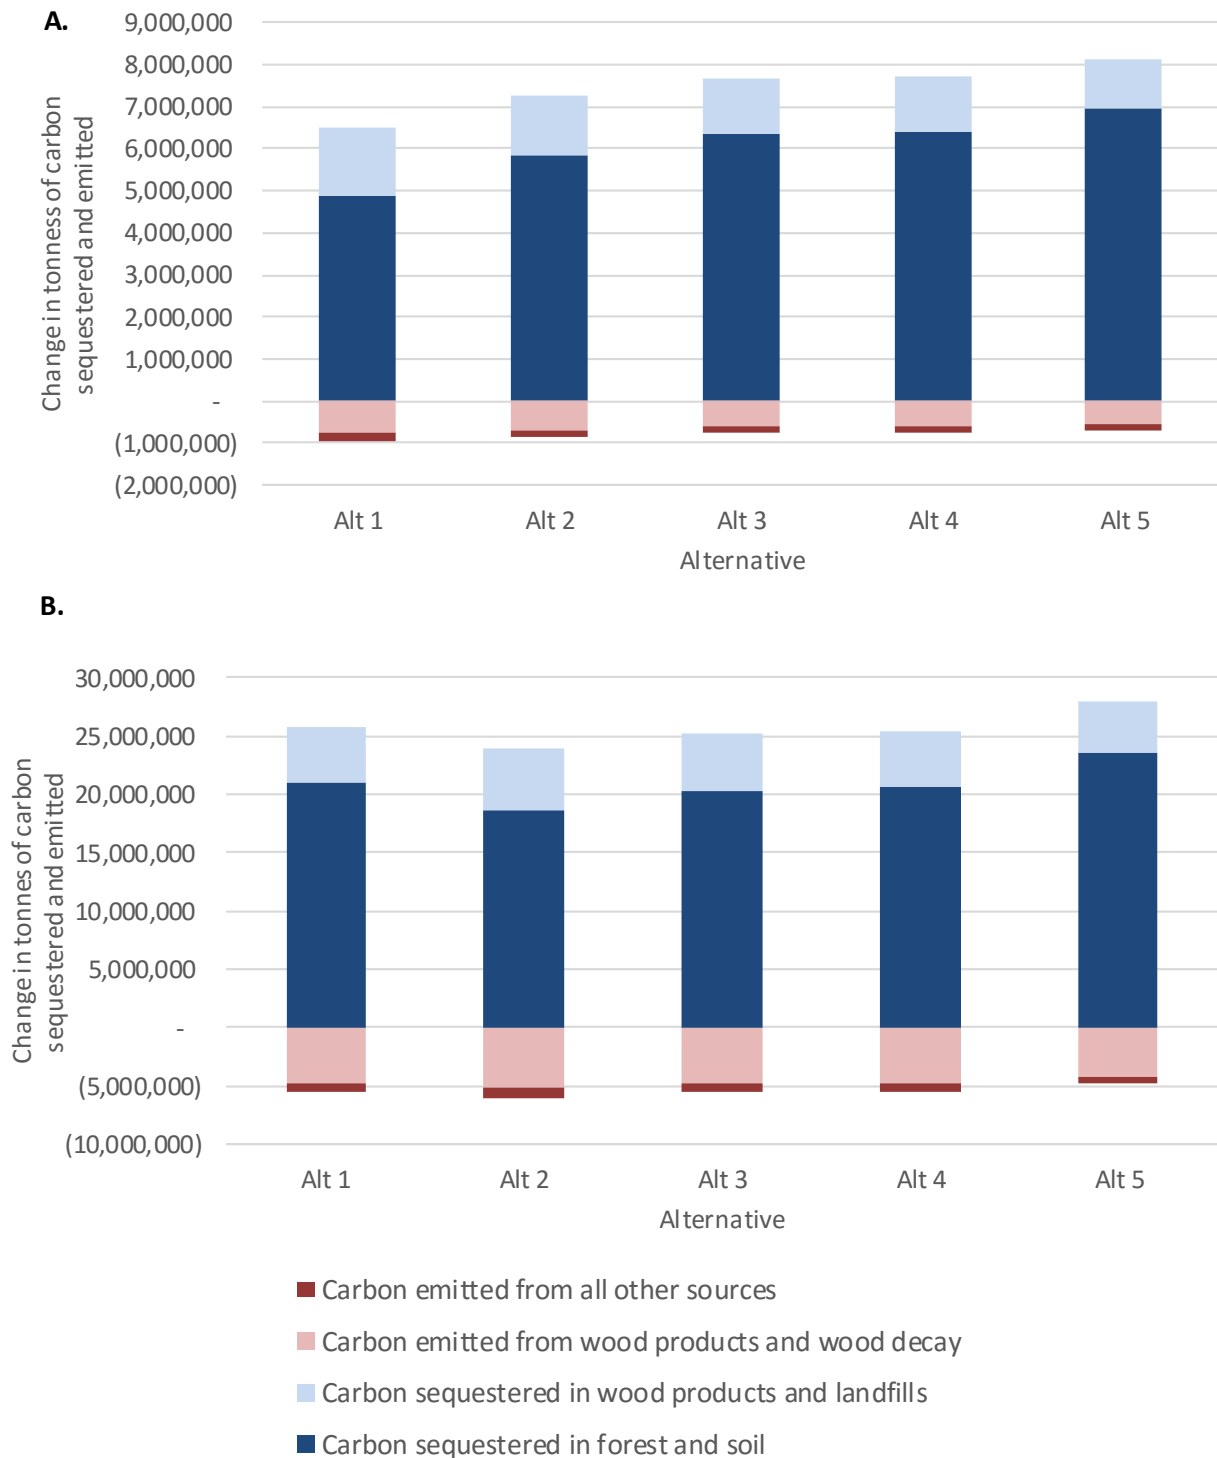 A.
9,000,000
8,000,000
7,000,000
6,000,000
5,000,000
4,000,000
3,000,000
2,000,000
1,000,000
-
(1,000,000)
(2,000,000)
Change in tonness of carbon
sequestered and emitted
Alt 1 Alt 2 Alt 3 Alt 4 Alt 5
Alternative
B.
30,000,000
25,000,000
20,000,000
15,000,000
10,000,000
5,000,000
-
(5,000,000)
(10,000,000)
Change in tonnes of carbon
sequestered and emitted
Alt 1 Alt 2 Alt 3 Alt 4 Alt 5
Alternative
Carbon emitted from all other sources
Carbon emitted from wood products and wood decay
Carbon sequestered in wood products and landfills
Carbon sequestered in forest and soil